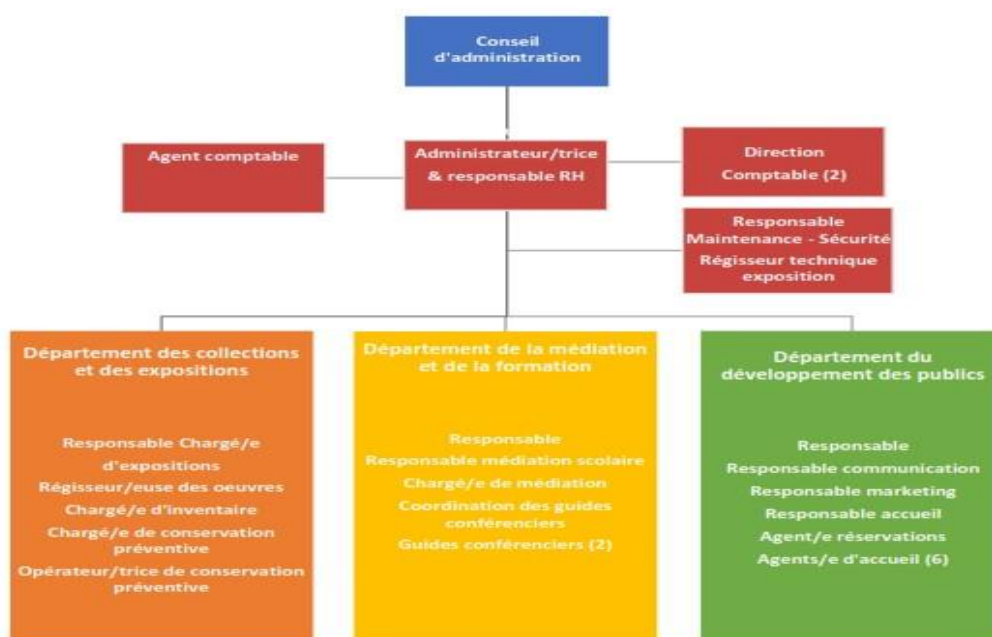 Conseil
d'administration
Agent comptable
Administrateur/trice
& responsable RH
Direction
Comptable (2)
Responsable
Maintenance - Sécurité
Régisseur technique
exposition
Département des collections
et des expositions
Responsable Chargé/e
d'expositions
Régisseur/euse des oeuvres
Chargé/e d'inventaire
Chargé/e de conservation
préventive
Opérateur/trice de conservation
préventive
Département de la médiation
et de la formation
Responsable
Responsable médiation scolaire
Chargé/e de médiation
Coordination des guides
conférenciers
Guides conférenciers (2)
Département du
développement des publics
Responsable
Responsable communication
Responsable marketing
Responsable accueil
Agent/e réservations
Agents/e d'accueil (6)